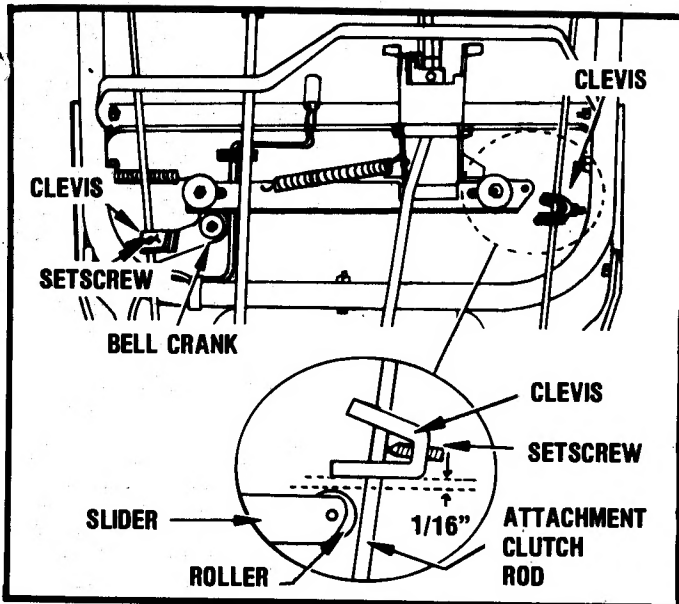 CLEVIS
CLEVIS
SETSCREW
BELL CRANK
CLEVIS
SETSCREW
SLIDER
1/16"
ATTACHMENT
CLUTCH
ROD
ROLLER